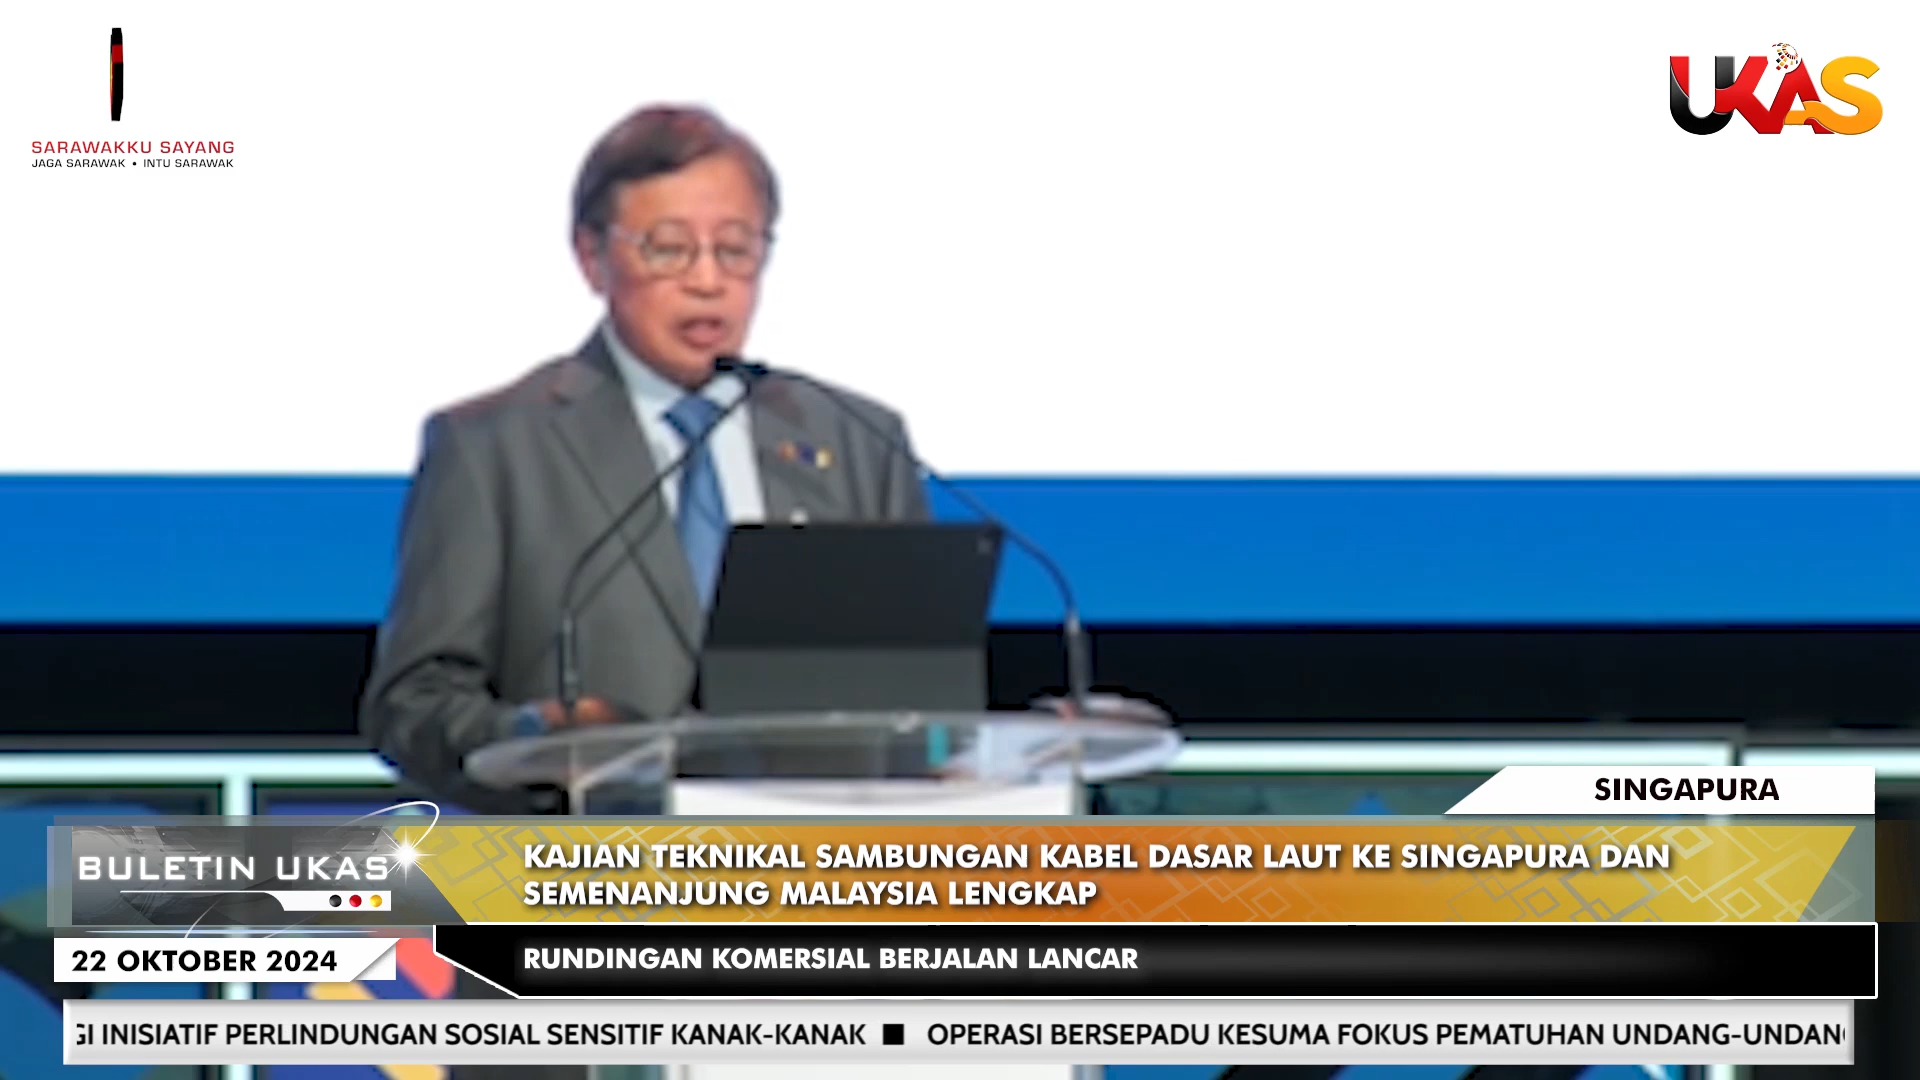 SARAWAKKU SAYANG
JAGA SARAWAK • INTU SARAWAK
UKAS
SINGAPURA
BULETIN UKAS
KAJIAN TEKNIKAL SAMBUNGAN KABEL DASAR LAUT KE SINGAPURA DAN
SEMENANJUNG MALAYSIA LENGKAP
22 OKTOBER 2024
RUNDINGAN KOMERSIAL BERJALAN LANCAR
INISIATIF PERLINDUNGAN SOSIAL SENSITIF KANAK-KANAK ■ OPERASI BERSEPADU KESUMA FOKUS PEMATUHAN UNDANG-UNDAN